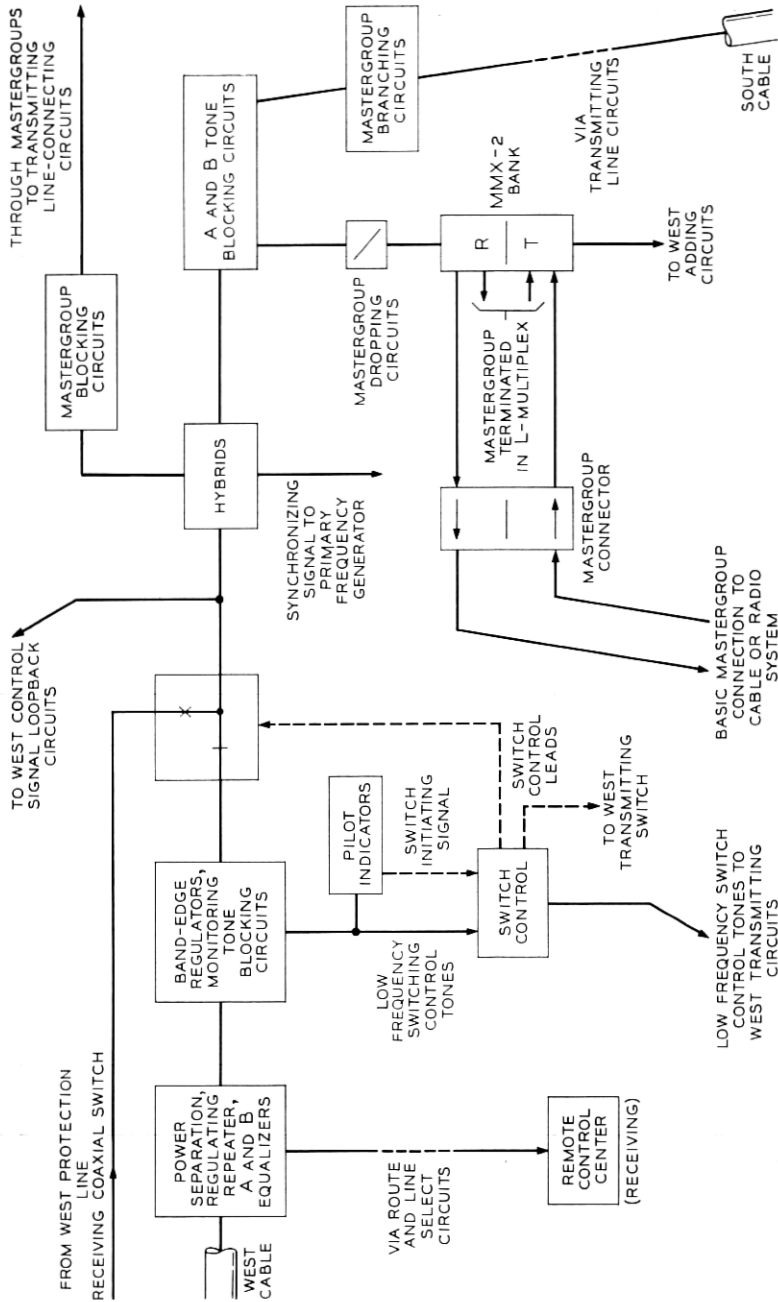 FROM WEST PROTECTION
LINE
RECEIVING COAXIAL SWITCH
WEST
CABLE
POWER
SEPARATION,
REGULATING
REPEATER,
A AND B
EQUALIZERS
VIA ROUTE
AND LINE
SELECT
CIRCUITS
REMOTE
CONTROL
CENTER
(RECEIVING)
BAND-EDGE
REGULATORS,
MONITORING
TONE
BLOCKING
CIRCUITS
LOW
FREQUENCY
SWITCHING
CONTROL
TONES
PILOT
INDICATORS
SWITCH
INITIATING
SIGNAL
SWITCH
CONTROL
SWITCH
CONTROL
LEADS
TO WEST
TRANSMITTING
SWITCH
LOW FREQUENCY SWITCH
CONTROL TONES TO
WEST TRANSMITTING
CIRCUITS
TO WEST CONTROL
SIGNAL LOOPBACK
CIRCUITS
HYBRIDS
SYNCHRONIZING
SIGNAL TO
PRIMARY
FREQUENCY
GENERATOR
MASTERGROUP
BLOCKING
CIRCUITS
THROUGH MASTERGROUPS
TO TRANSMITTING
LINE-CONNECTING
CIRCUITS
A AND B TONE
BLOCKING CIRCUITS
MASTERGROUP
BRANCHING
CIRCUITS
VIA
TRANSMITTING
LINE CIRCUITS
SOUTH
CABLE
MASTERGROUP
DROPPING
CIRCUITS
R
T
MMX-2
BANK
TO WEST
ADDING
CIRCUITS
MASTERGROUP
TERMINATED
IN L-MULTIPLEX
MASTERGROUP
CONNECTOR
BASIC MASTERGROUP
CONNECTION TO
CABLE OR RADIO
SYSTEM